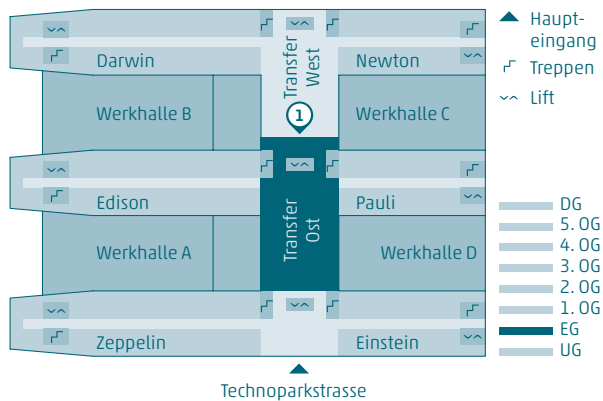 Darwin
Transfer
West
Newton
Werkhalle B
1
Werkhalle C
Edison
Transfer
Ost
Pauli
Werkhalle A
Werkhalle D
Zeppelin
Einstein
Technoparkstrasse
Haupt-
eingang
Treppen
Lift
DG
5. OG
4. OG
3. OG
2. OG
1. OG
EG
UG